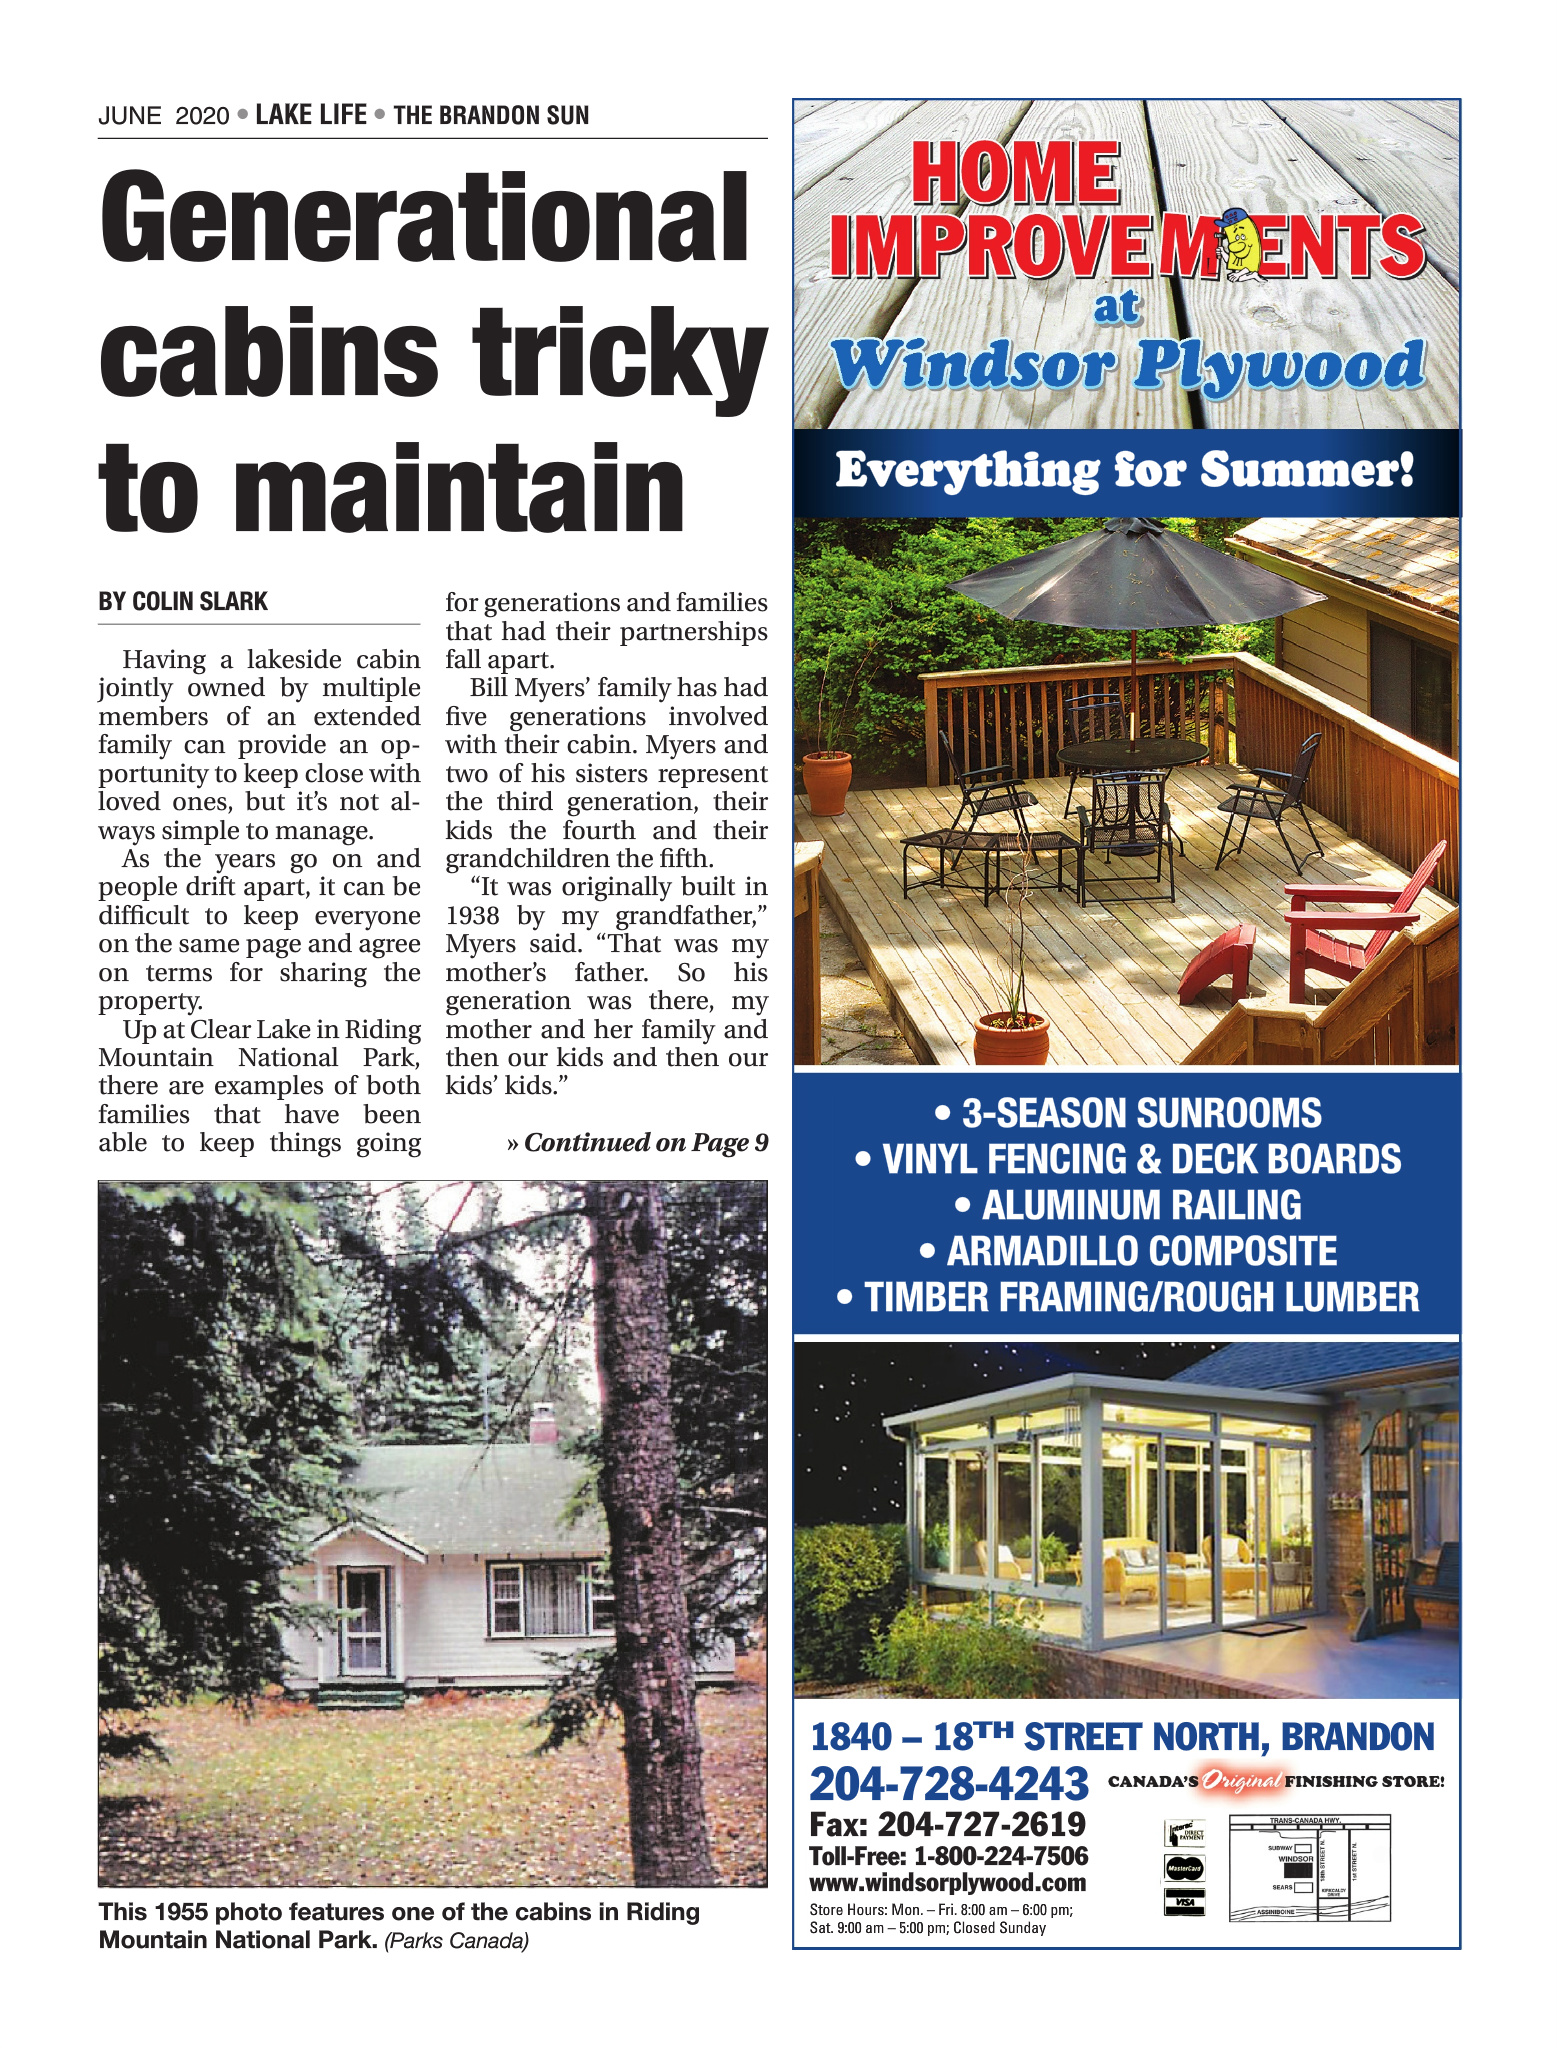 JUNE 2020 • LAKE LIFE • THE BRANDON SUN
Generational
cabins tricky
to maintain
BY COLIN SLARK
Having a lakeside cabin
jointly owned by multiple
members of an extended
family can provide an op-
portunity to keep close with
loved ones, but it’s not al-
ways simple to manage.
As the years go on and
people drift apart, it can be
difficult to keep everyone
on the same page and agree
on terms for sharing the
property.
Up at Clear Lake in Riding
Mountain National Park,
there are examples of both
families that have been
able to keep things going
for generations and families
that had their partnerships
fall apart.
Bill Myers’ family has had
five generations involved
with their cabin. Myers and
two of his sisters represent
the third generation, their
kids the fourth and their
grandchildren the fifth.
“It was originally built in
1938 by my grandfather,”
Myers said. “That was my
mother’s father. So his
generation was there, my
mother and her family and
then our kids and then our
kids’ kids.”
» Continued on Page 9
This 1955 photo features one of the cabins in Riding
Mountain National Park. (Parks Canada)
HOME
IMPROVEMENTS
at
Windsor Plywood
Everything for Summer!
• 3-SEASON SUNROOMS
• VINYL FENCING & DECK BOARDS
• ALUMINUM RAILING
• ARMADILLO COMPOSITE
• TIMBER FRAMING/ROUGH LUMBER
1840 – 18TH STREET NORTH, BRANDON
204-728-4243
CANADA’S Original FINISHING STORE!
Fax: 204-727-2619
Toll-Free: 1-800-224-7506
www.windsorplywood.com
Store Hours: Mon. – Fri. 8:00 am – 6:00 pm;
Sat. 9:00 am – 5:00 pm; Closed Sunday
Interac
DIRECT
PAYMENT
MasterCard
VISA
TRANS-CANADA HWY.
SUBWAY
WINDSOR
SEARS
18th STREET N.
1st STREET N.
KIRKCALDY
DRIVE
ASSINIBOINE